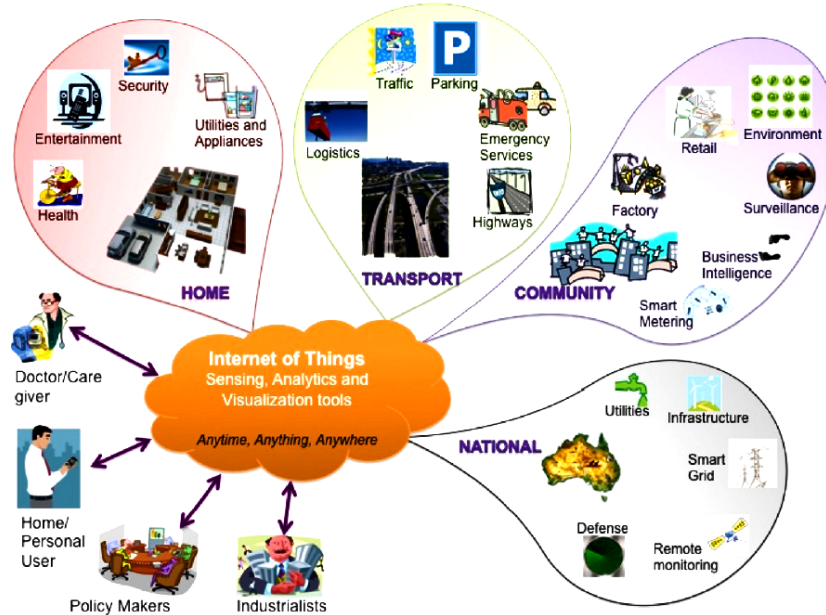 Security
Entertainment
Utilities and
Appliances
Health
HOME
Traffic
P
Parking
Logistics
Emergency
Services
Highways
TRANSPORT
Retail
Environment
Factory
Surveillance
Business
Intelligence
COMMUNITY
Smart
Metering
Doctor/Care
giver
Internet of Things
Sensing, Analytics and
Visualization tools
Anytime, Anything, Anywhere
Home/
Personal
User
Policy Makers
Industrialists
NATIONAL
Utilities
Infrastructure
Smart
Grid
Defense
Remote
monitoring